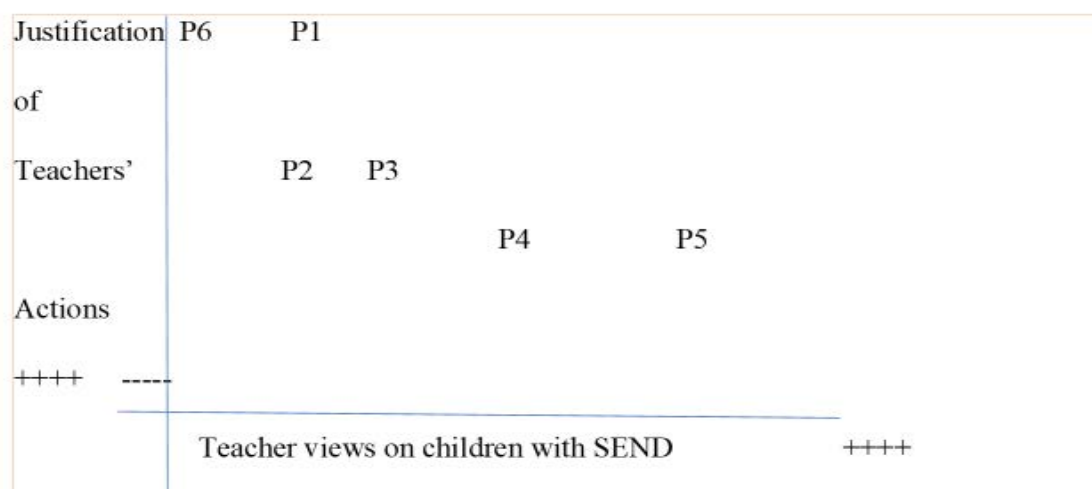 Justification P6 P1
of
Teachers’ P2 P3
P4 P5
Actions
++++ -----
Teacher views on children with SEND ++++